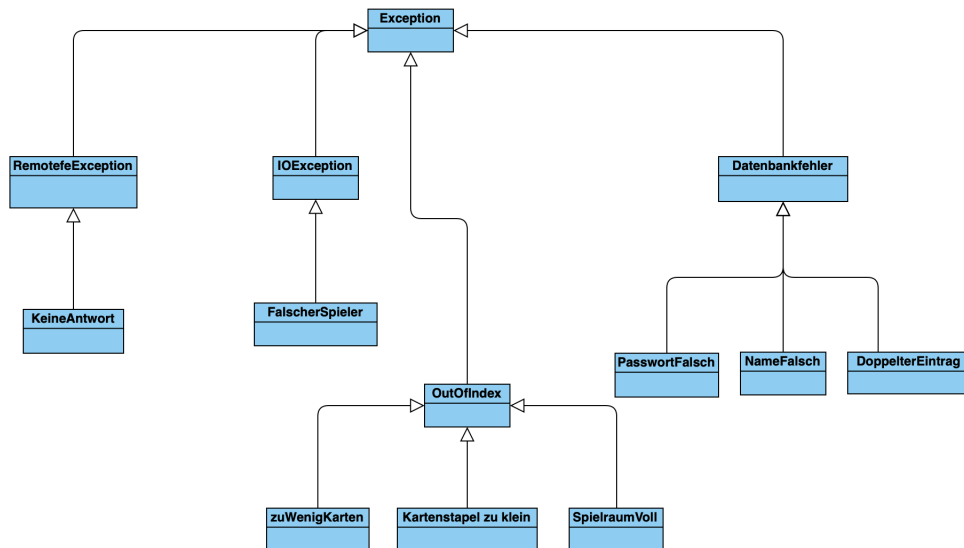 Exception
RemotefeException
IOException
Datenbankfehler
KeineAntwort
FalscherSpieler
PasswortFalsch
NameFalsch
DoppelterEintrag
OutOfIndex
zuWenigKarten
Kartenstapel zu klein
SpielraumVoll